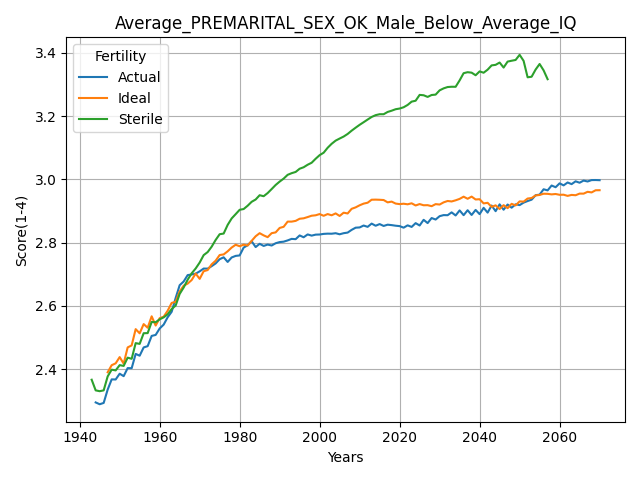 Average_PREMARITAL_SEX_OK_Male_Below_Average_IQ
Fertility
Actual
Ideal
Sterile
Score(1-4)
3.4
3.2
3.0
2.8
2.6
2.4
1940 1960 1980 2000 2020 2040 2060
Years